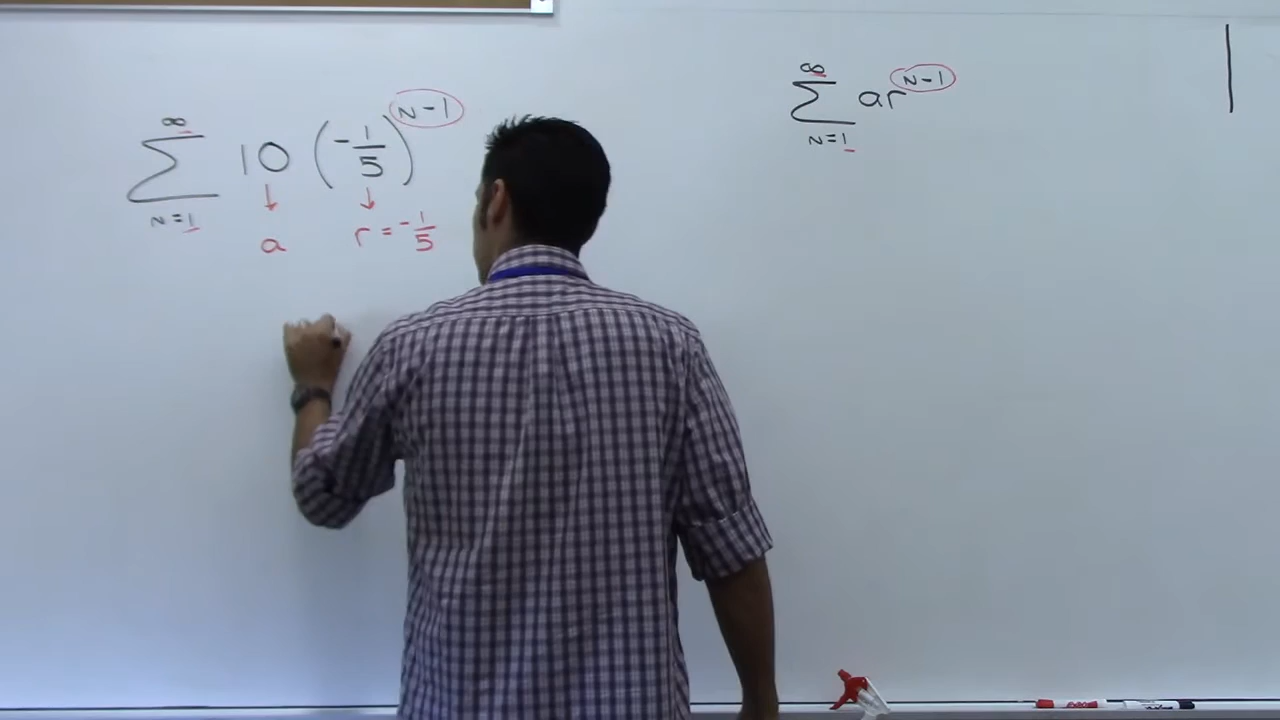 ∞
∑ 10 (-1/5)^(n-1)
n=1
a
r = -1/5
∞
∑ ar^(n-1)
n=1